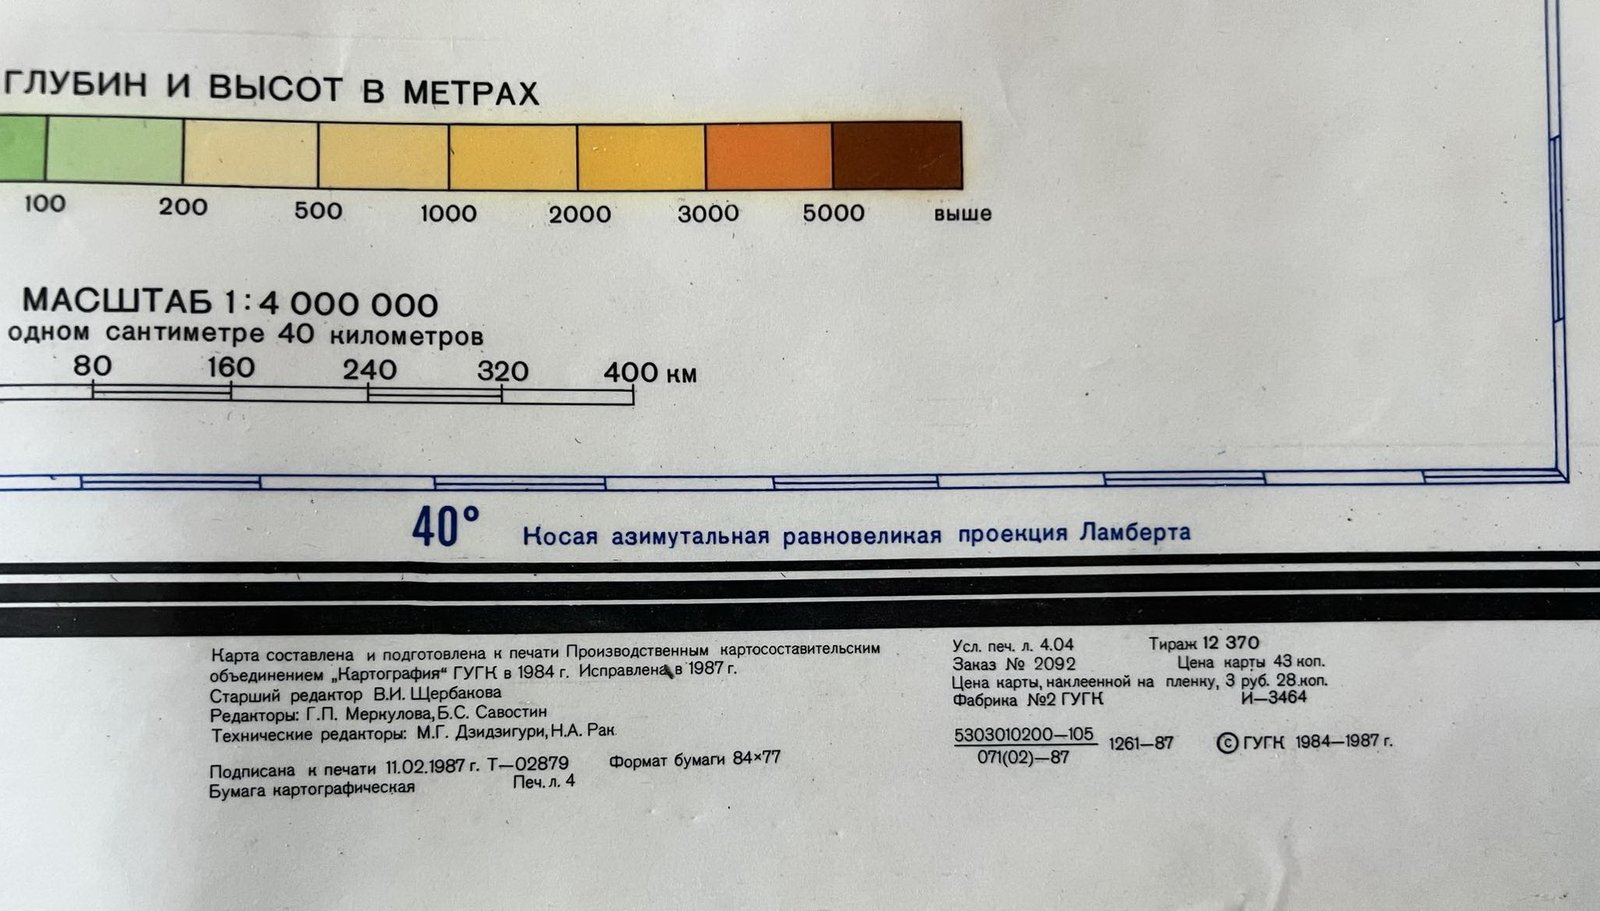 ГЛУБИН И ВЫСОТ В МЕТРАХ
100 200 500 1000 2000 3000 5000 выше
МАСШТАБ 1:4 000 000
одном сантиметре 40 километров
80 160 240 320 400 км
40° Косая азимутальная равновеликая проекция Ламберта
Карта составлена и подготовлена к печати Производственным картосоставительским
объединением „Картография“ ГУГК в 1984 г. Исправлена в 1987 г.
Старший редактор В.И. Щербакова
Редакторы: Г.П. Меркулова, Б.С. Савостин
Технические редакторы: М.Г. Дзидзигури, Н.А. Рак
Подписана к печати 11.02.1987 г. Т—02879 Формат бумаги 84×77
Бумага картографическая Печ. л. 4
Усл. печ. л. 4.04 Тираж 12 370
Заказ № 2092 Цена карты 43 коп.
Цена карты, наклеенной на пленку, 3 руб. 28 коп.
Фабрика №2 ГУГК И—3464
5303010200—105
071(02)—87
1261—87 © ГУГК 1984—1987 г.